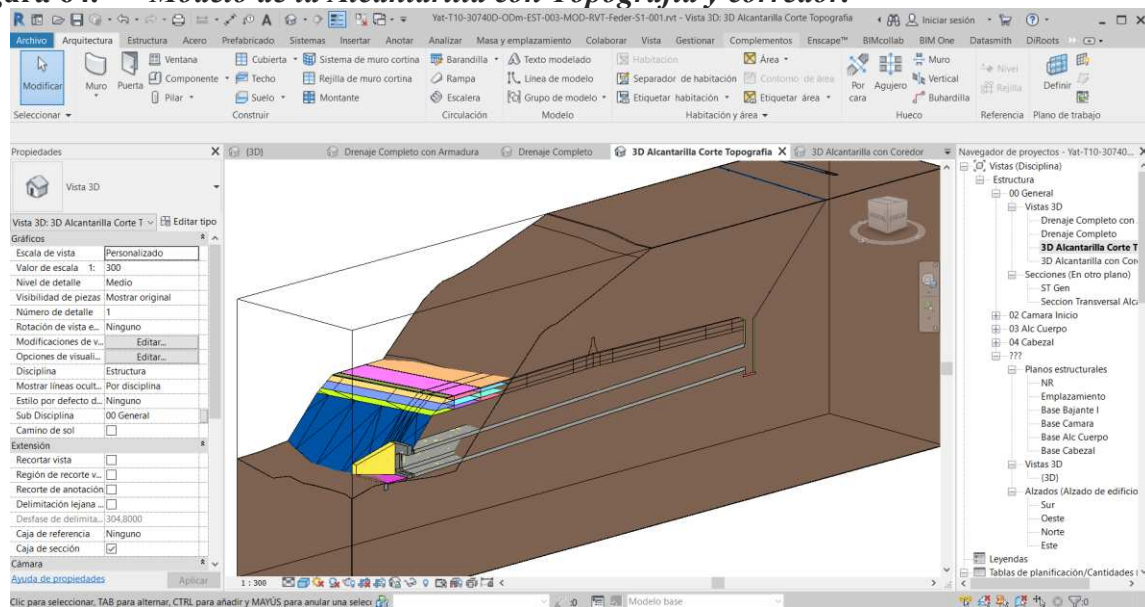 gura 64. Modelo de la Alcantarilla con Topografía y corredor.
Yat-T10-30740D-ODm-EST-003-MOD-RVT-Feder-S1-001.rvt - Vista 3D: 3D Alcantarilla Corte Topografia
Iniciar sesión
Archivo Arquitectura Estructura Acero Prefabricado Sistemas Insertar Anotar Analizar Masa y emplazamiento Colaborar Vista Gestionar Complementos Enscape™ BIMcollab BIM One Datasmith DiRoots
Modificar
Muro
Puerta
Ventana
Componente
Pilar
Cubierta
Techo
Suelo
Sistema de muro cortina
Rejilla de muro cortina
Montante
Barandilla
Rampa
Escalera
Texto modelado
Línea de modelo
Grupo de modelo
Habitación
Separador de habitación
Etiquetar habitación
Área
Contorno de área
Etiquetar área
Por cara
Agujero
Muro
Vertical
Buhardilla
Nivel
Rejilla
Definir
Seleccionar Construir Circulación Modelo Habitación y área Hueco Referencia Plano de trabajo
Propiedades
{3D} Drenaje Completo con Armadura Drenaje Completo 3D Alcantarilla Corte Topografia 3D Alcantarilla con Coredor
Navegador de proyectos - Yat-T10-30740...
Vista 3D
Vista 3D: 3D Alcantarilla Corte T Editar tipo
Gráficos
Escala de vista Personalizado
Valor de escala 1: 300
Nivel de detalle Medio
Visibilidad de piezas Mostrar original
Número de detalle 1
Rotación de vista e... Ninguno
Modificaciones de v... Editar...
Opciones de visuali... Editar...
Disciplina Estructura
Mostrar líneas ocult... Por disciplina
Estilo por defecto d... Ninguno
Sub Disciplina 00 General
Camino de sol
Extensión
Recortar vista
Región de recorte v...
Recorte de anotación
Delimitación lejana ...
Desfase de delimita... 304,8000
Caja de referencia Ninguno
Caja de sección
Cámara
Ayuda de propiedades Aplicar
Vistas (Disciplina)
Estructura
00 General
Vistas 3D
Drenaje Completo con
Drenaje Completo
3D Alcantarilla Corte T
3D Alcantarilla con Cor
Secciones (En otro plano)
ST Gen
Seccion Transversal Alc
02 Camara Inicio
03 Alc Cuerpo
04 Cabezal
???
Planos estructurales
NR
Emplazamiento
Base Bajante I
Base Camara
Base Alc Cuerpo
Base Cabezal
Vistas 3D
{3D}
Alzados (Alzado de edificio
Sur
Oeste
Norte
Este
Leyendas
Tablas de planificación/Cantidades (
1 : 300
Clic para seleccionar, TAB para alternar, CTRL para añadir y MAYÚS para anular una selec
:0 Modelo base
:0